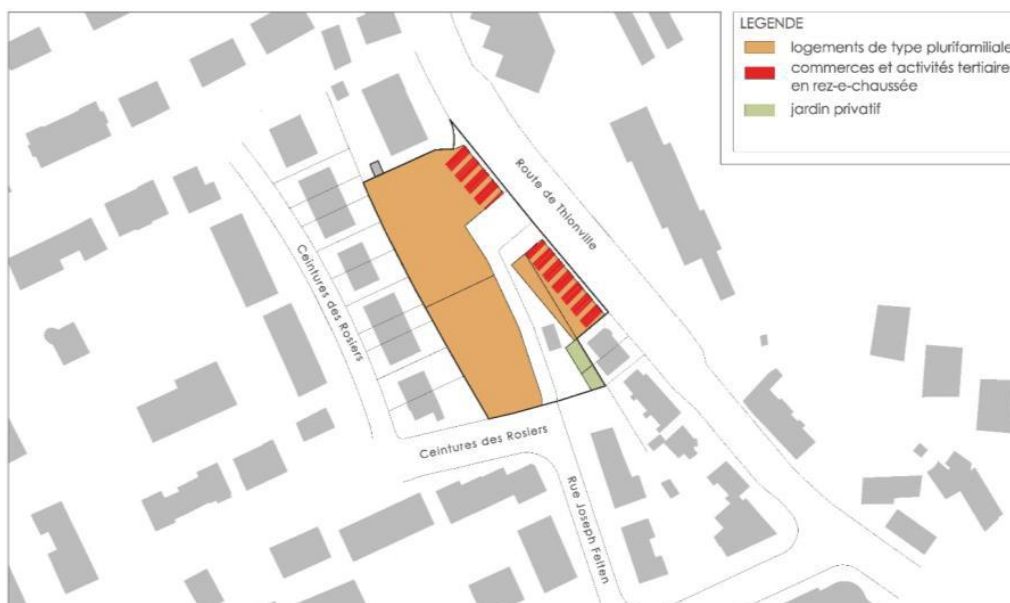 LEGENDE
logements de type plurifamiliale
commerces et activités tertiaire
en rez-e-chaussée
jardin privatif
Route de Thionville
Ceintures des Rosiers
Ceintures des Rosiers
Rue Joseph Felten